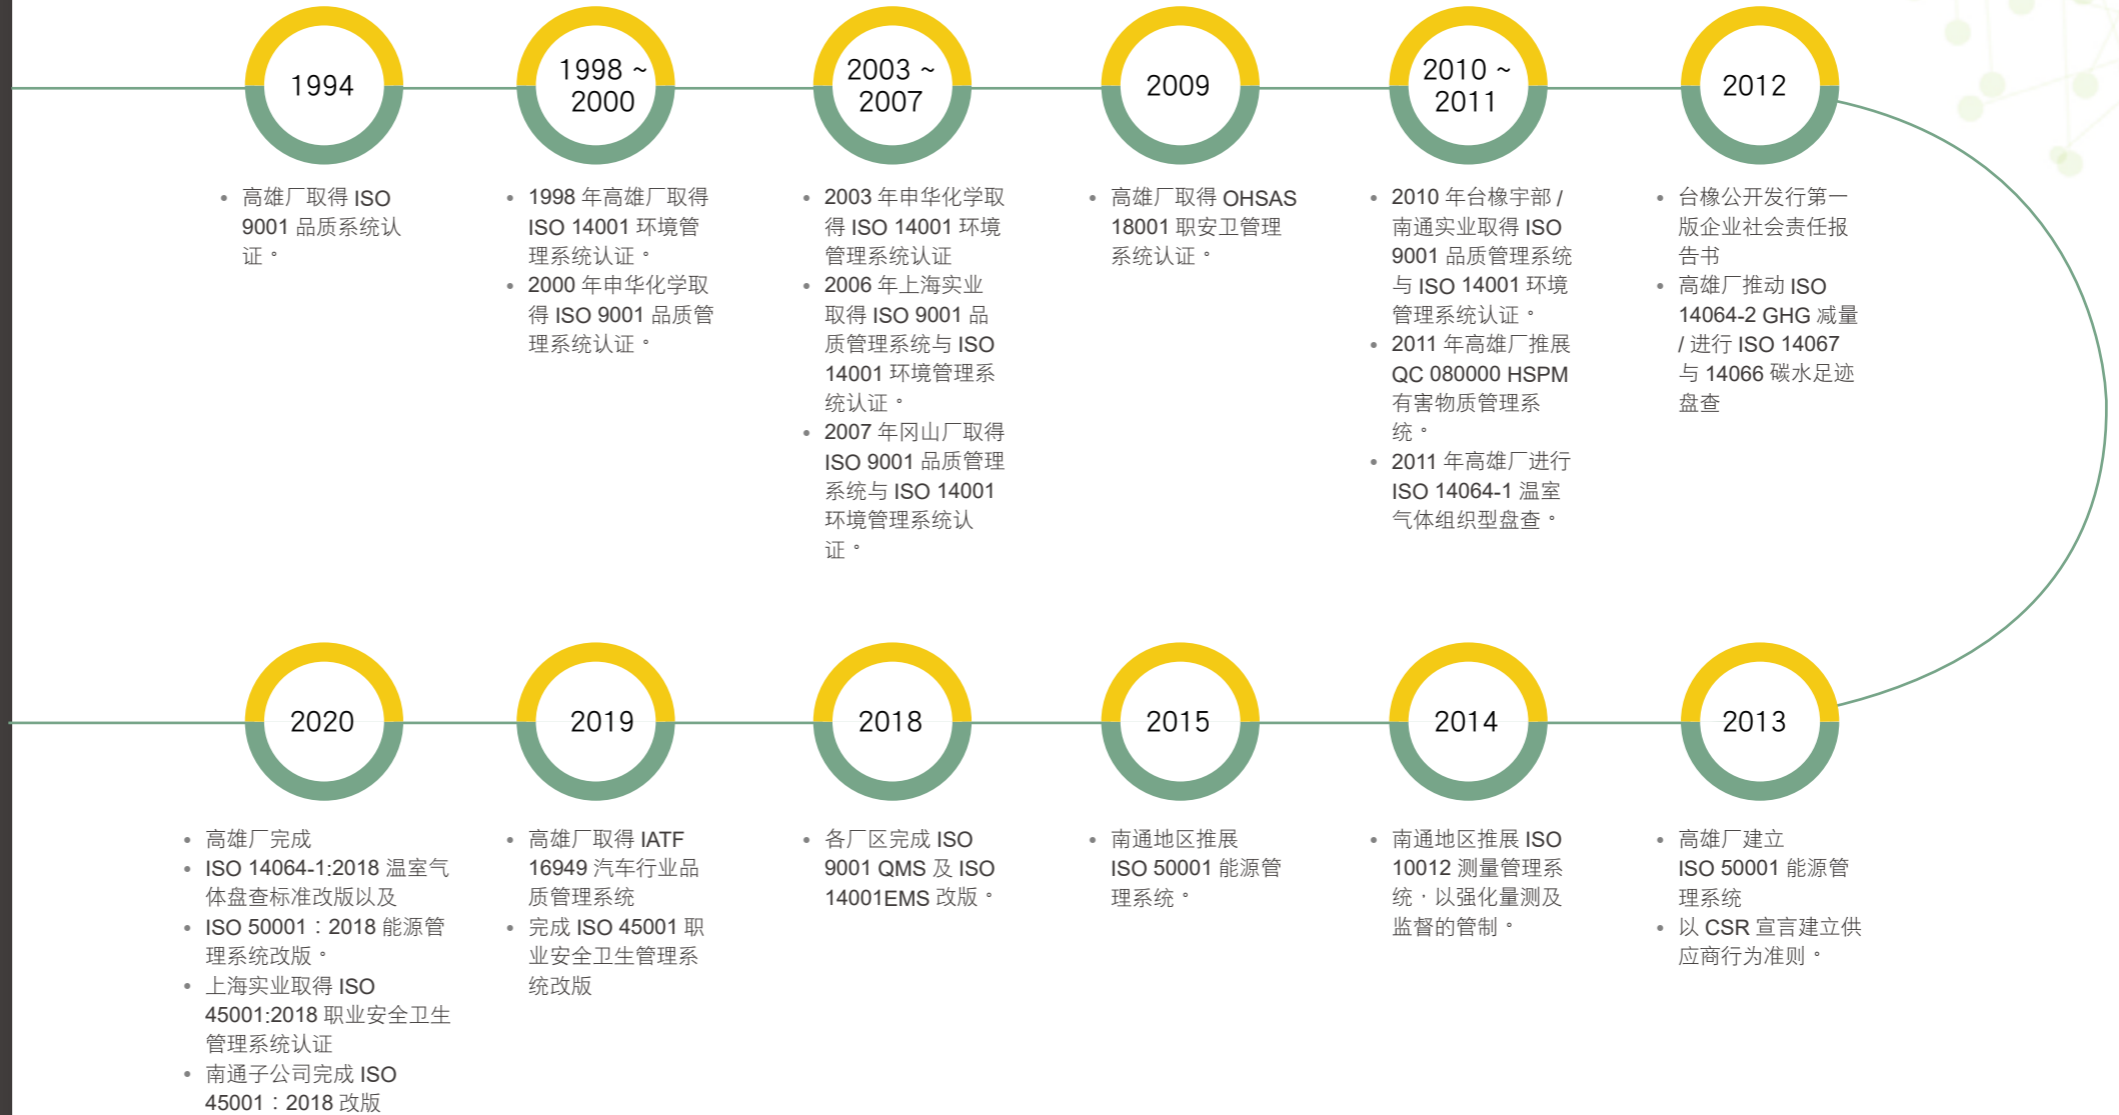 1994
高雄厂取得 ISO
9001 品质系统认
证。
1998 ~
2000
1998 年高雄厂取得
ISO 14001 环境管
理系统认证。
2000 年申华化学取
得 ISO 9001 品质管
理系统认证。
2003 ~
2007
2003 年申华化学取
得 ISO 14001 环境
管理系统认证
2006 年上海实业
取得 ISO 9001 品
质管理系统与 ISO
14001 环境管理系
统认证。
2007 年冈山厂取得
ISO 9001 品质管理
系统与 ISO 14001
环境管理系统认
证。
2009
高雄厂取得 OHSAS
18001 职安卫管理
系统认证。
2010 ~
2011
2010 年台橡宇部 /
南通实业取得 ISO
9001 品质管理系统
与 ISO 14001 环境
管理系统认证。
2011 年高雄厂推展
QC 080000 HSPM
有害物质管理系
统。
2011 年高雄厂进行
ISO 14064-1 温室
气体组织型盘查。
2012
台橡公开发行第一
版企业社会责任报
告书
高雄厂推动 ISO
14064-2 GHG 减量
/ 进行 ISO 14067
与 14066 碳水足迹
盘查
2013
高雄厂建立
ISO 50001 能源管
理系统
以 CSR 宣言建立供
应商行为准则。
2014
南通地区推展 ISO
10012 测量管理系
统，以强化量测及
监督的管制。
2015
南通地区推展
ISO 50001 能源管
理系统。
2018
各厂区完成 ISO
9001 QMS 及 ISO
14001EMS 改版。
2019
高雄厂取得 IATF
16949 汽车行业品
质管理系统
完成 ISO 45001 职
业安全卫生管理系
统改版
2020
高雄厂完成
ISO 14064-1:2018 温室气
体盘查标准改版以及
ISO 50001：2018 能源管
理系统改版。
上海实业取得 ISO
45001:2018 职业安全卫生
管理系统认证
南通子公司完成 ISO
45001：2018 改版